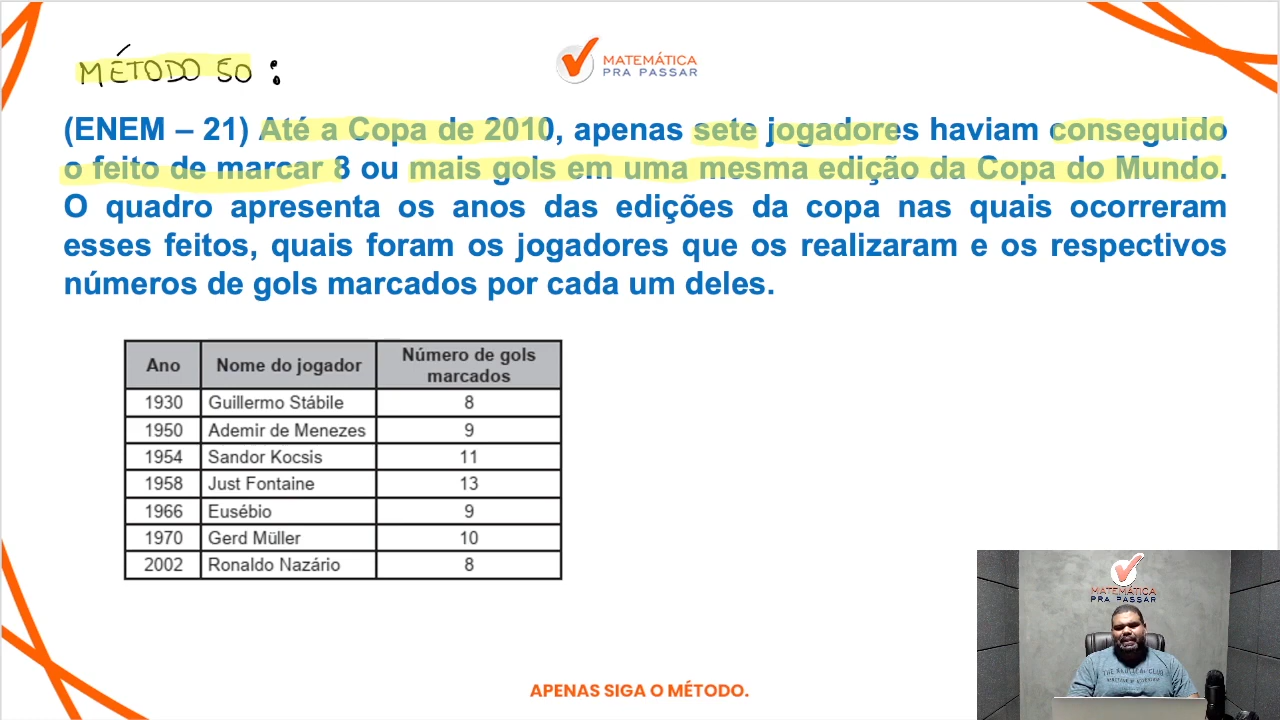 MÉTODO 50 :
MATEMÁTICA
PRA PASSAR
(ENEM – 21) Até a Copa de 2010, apenas sete jogadores haviam conseguido
o feito de marcar 8 ou mais gols em uma mesma edição da Copa do Mundo.
O quadro apresenta os anos das edições da copa nas quais ocorreram
esses feitos, quais foram os jogadores que os realizaram e os respectivos
números de gols marcados por cada um deles.
Ano Nome do jogador Número de gols marcados
1930 Guillermo Stábile 8
1950 Ademir de Menezes 9
1954 Sandor Kocsis 11
1958 Just Fontaine 13
1966 Eusébio 9
1970 Gerd Müller 10
2002 Ronaldo Nazário 8
MATEMÁTICA
PRA PASSAR
APENAS SIGA O MÉTODO.